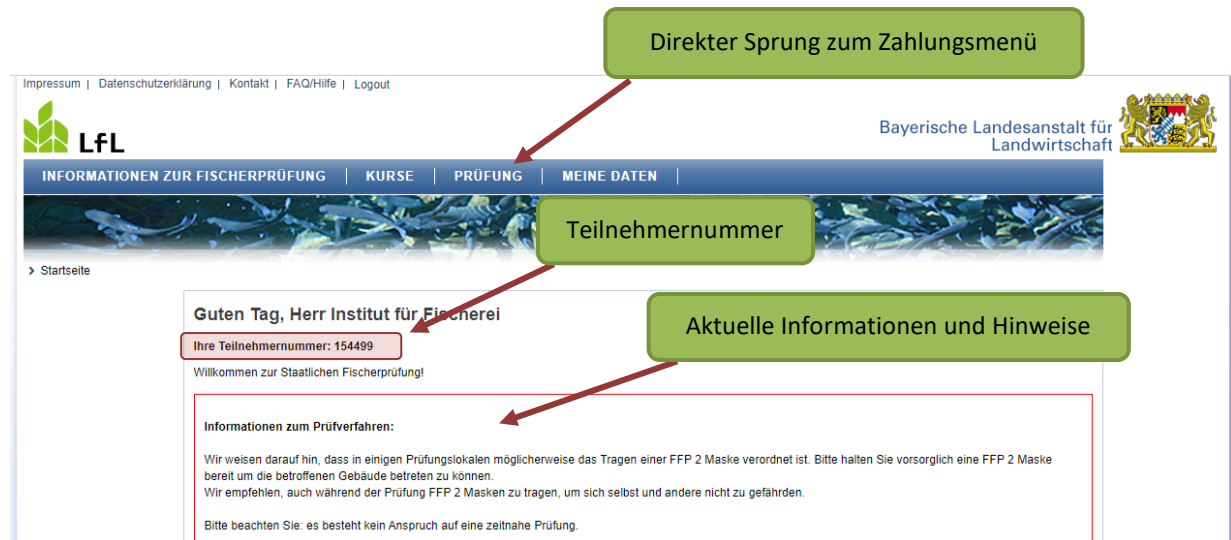 Direkter Sprung zum Zahlungsmenü
Impressum | Datenschutzerklärung | Kontakt | FAQ/Hilfe | Logout
LfL
Bayerische Landesanstalt für
Landwirtschaft
INFORMATIONEN ZUR FISCHERPRÜFUNG | KURSE | PRÜFUNG | MEINE DATEN |
Teilnehmernummer
> Startseite
Guten Tag, Herr Institut für Fischerei
Aktuelle Informationen und Hinweise
Ihre Teilnehmernummer: 154499
Willkommen zur Staatlichen Fischerprüfung!
Informationen zum Prüfverfahren:
Wir weisen darauf hin, dass in einigen Prüfungslokalen möglicherweise das Tragen einer FFP 2 Maske verordnet ist. Bitte halten Sie vorsorglich eine FFP 2 Maske
bereit um die betroffenen Gebäude betreten zu können.
Wir empfehlen, auch während der Prüfung FFP 2 Masken zu tragen, um sich selbst und andere nicht zu gefährden.
Bitte beachten Sie: es besteht kein Anspruch auf eine zeitnahe Prüfung.